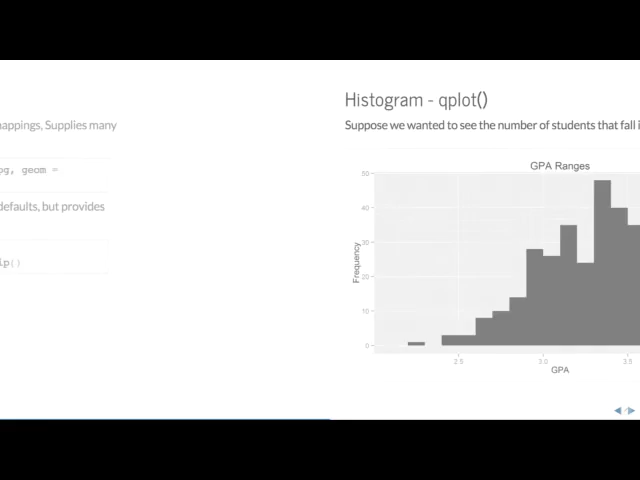 nappings, Supplies many
og, geom =
defaults, but provides
ip()
Histogram - qplot()
Suppose we wanted to see the number of students that fall i
GPA Ranges
50
40
30
20
10
0
Frequency
2.5 3.0 3.5
GPA